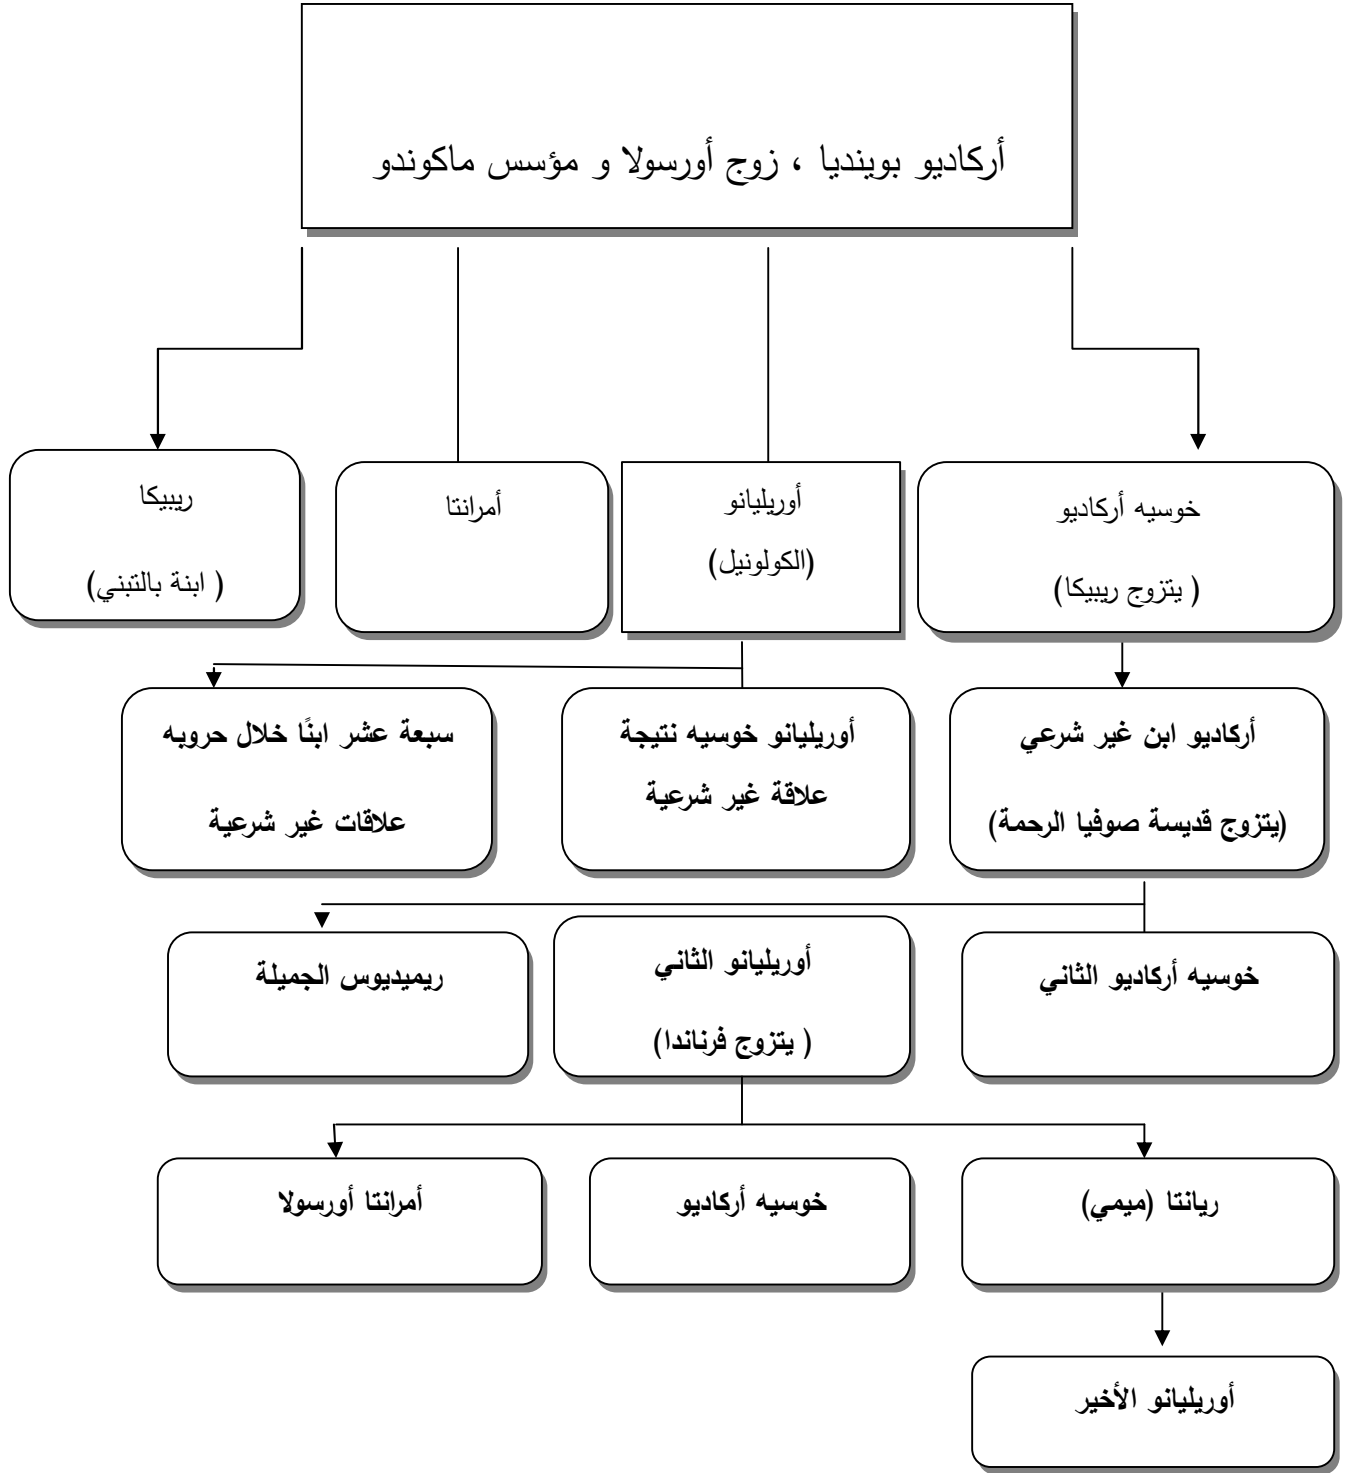 أركاديو بوينديا ، زوج أورسولا و مؤسس ماكوندو
خوسيه أركاديو
( يتزوج ريبيكا)
أوريليانو
(الكولونيل)
أمرانتا
ريبيكا
( ابنة بالتبني)
أركاديو ابن غير شرعي
(يتزوج قديسة صوفيا الرحمة)
أوريليانو خوسيه نتيجة
علاقة غير شرعية
سبعة عشر ابنًا خلال حروبه
علاقات غير شرعية
خوسيه أركاديو الثاني
أوريليانو الثاني
( يتزوج فرناندا)
ريميديوس الجميلة
ريانتا (ميمي)
خوسيه أركاديو
أمرانتا أورسولا
أوريليانو الأخير